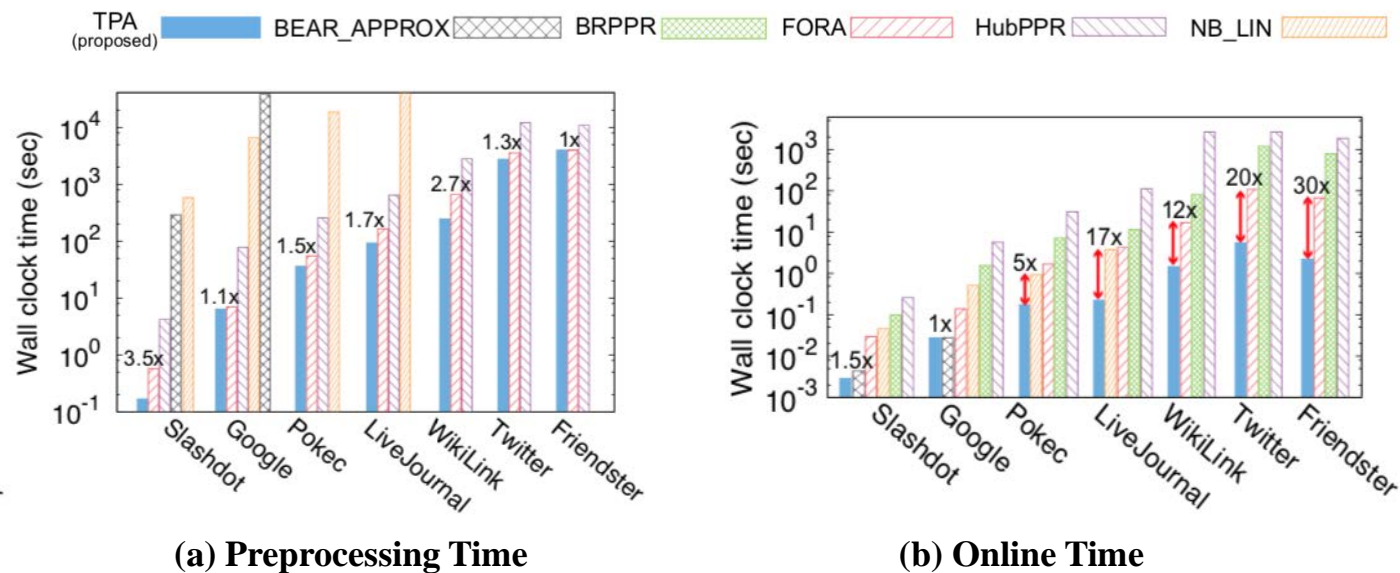 TPA (proposed) BEAR_APPROX BRPPR FORA HubPPR NB_LIN
Wall clock time (sec)
10^4
10^3
10^2
10^1
10^0
10^-1
3.5x
1.1x
1.5x
1.7x
2.7x
1.3x
1x
Slashdot
Google
Pokec
LiveJournal
WikiLink
Twitter
Friendster
(a) Preprocessing Time
Wall clock time (sec)
10^3
10^2
10^1
10^0
10^-1
10^-2
10^-3
1.5x
1x
5x
17x
12x
20x
30x
Slashdot
Google
Pokec
LiveJournal
WikiLink
Twitter
Friendster
(b) Online Time